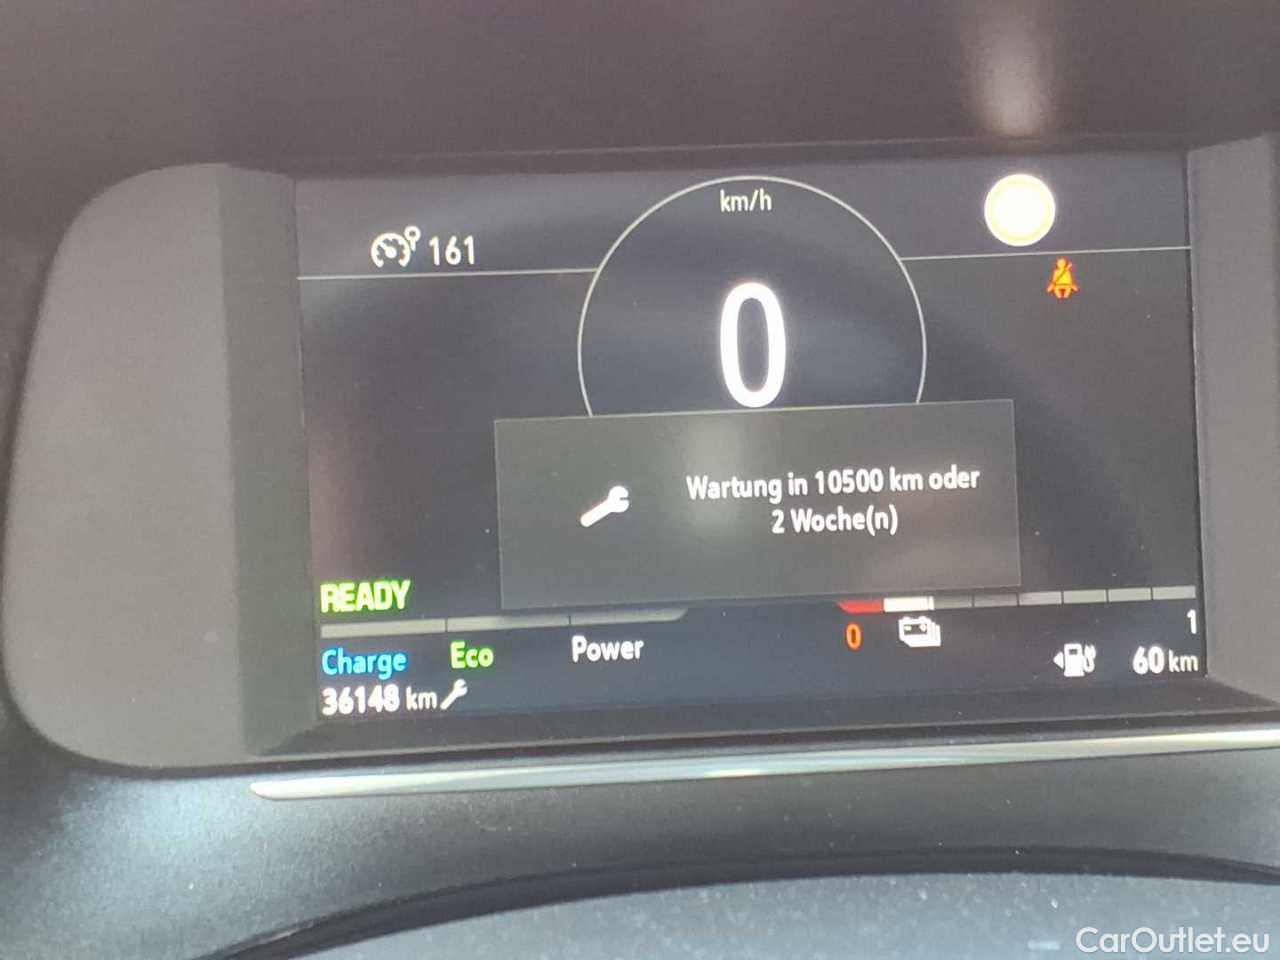 km/h
161
0
Wartung in 10500 km oder
2 Woche(n)
READY
Charge Eco Power
0
1
36148 km
60 km
CarOutlet.eu